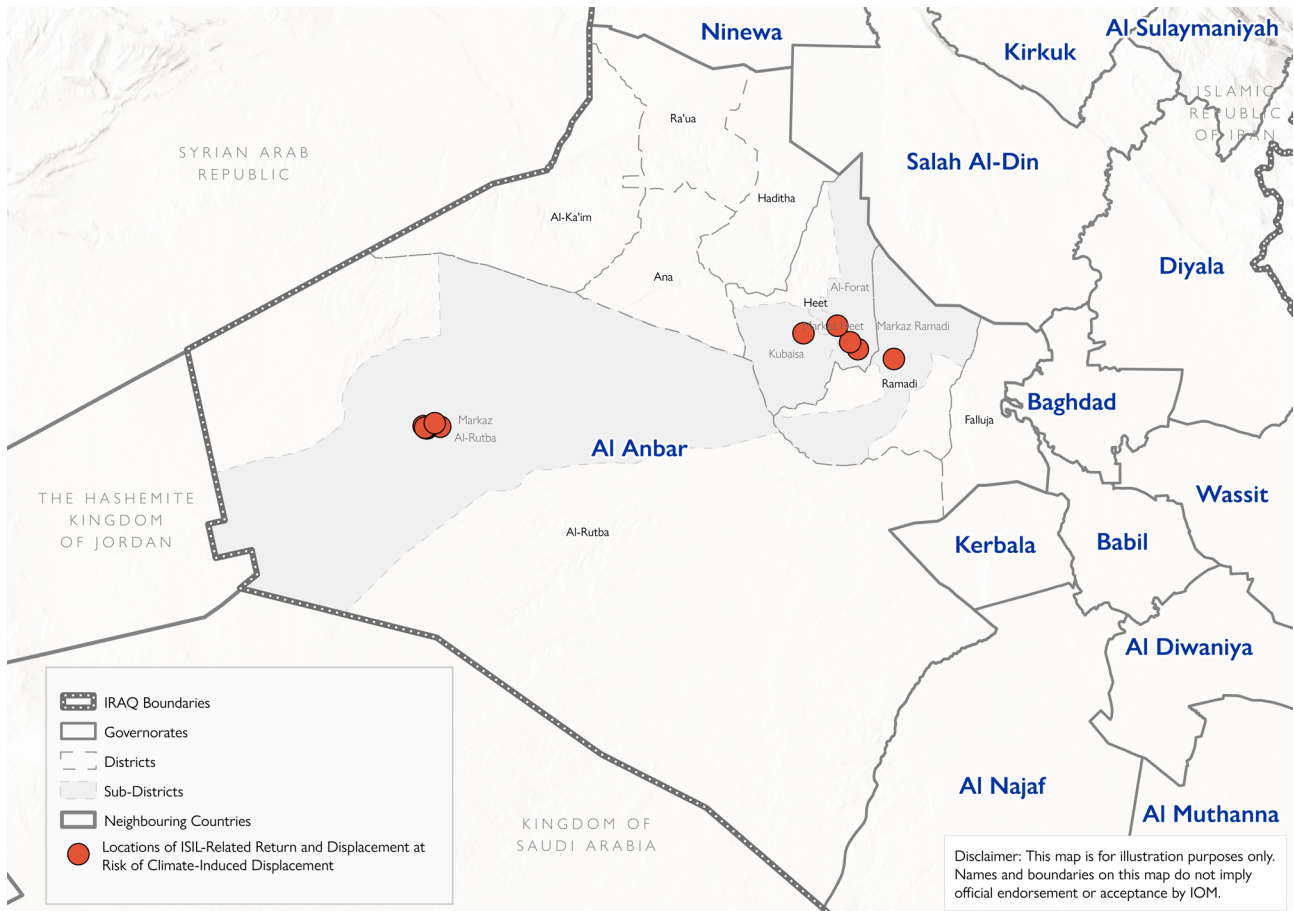 Ninewa
Kirkuk
Al Sulaymaniyah
ISLAMIC
REPUBLIC
OF IRAN
SYRIAN ARAB
REPUBLIC
Ra'ua
Salah Al-Din
Haditha
Al-Ka'im
Ana
Diyala
Al-Forat
Heet
Markaz Heet
Markaz Ramadi
Kubaisa
Ramadi
Baghdad
Falluja
Markaz
Al-Rutba
Al Anbar
THE HASHEMITE
KINGDOM
OF JORDAN
Wassit
Al-Rutba
Kerbala
Babil
Al Diwaniya
Al Najaf
Al Muthanna
KINGDOM OF
SAUDI ARABIA
IRAQ Boundaries
Governorates
Districts
Sub-Districts
Neighbouring Countries
Locations of ISIL-Related Return and Displacement at
Risk of Climate-Induced Displacement
Disclaimer: This map is for illustration purposes only.
Names and boundaries on this map do not imply
official endorsement or acceptance by IOM.